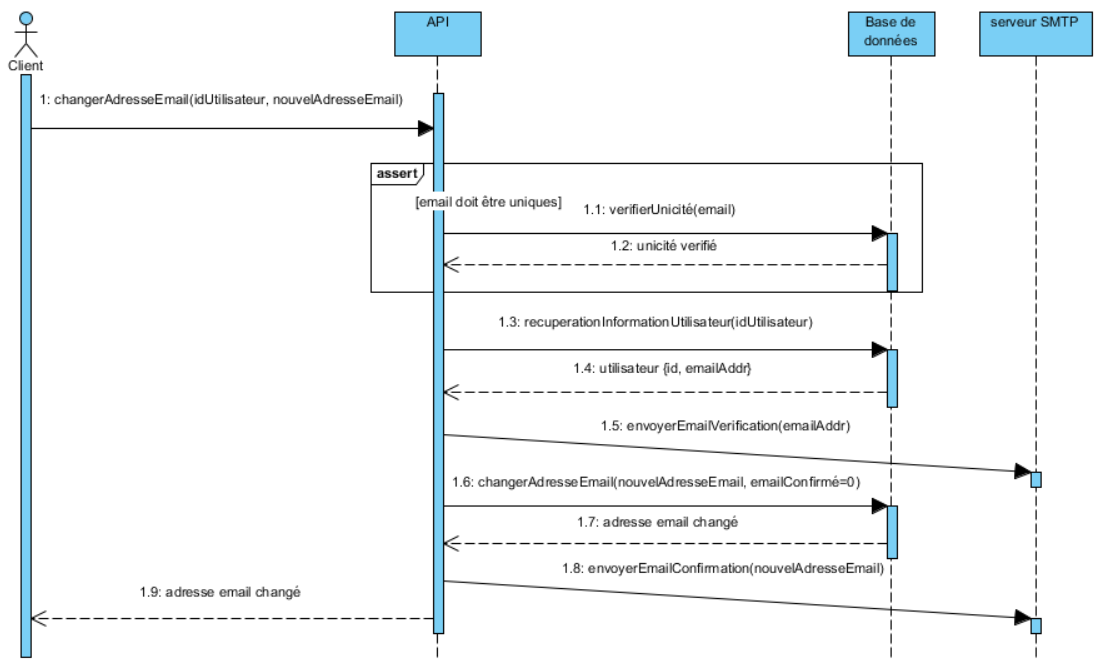 API
Base de
données
serveur SMTP
Client
1: changerAdresseEmail(idUtilisateur, nouvelAdresseEmail)
assert
[email doit être uniques]
1.1: verifierUnicité(email)
1.2: unicité verifié
1.3: recuperationInformationUtilisateur(idUtilisateur)
1.4: utilisateur {id, emailAddr}
1.5: envoyerEmailVerification(emailAddr)
1.6: changerAdresseEmail(nouvelAdresseEmail, emailConfirmé=0)
1.7: adresse email changé
1.8: envoyerEmailConfirmation(nouvelAdresseEmail)
1.9: adresse email changé